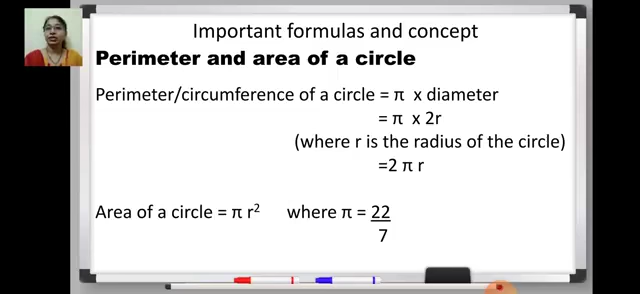 Important formulas and concept
Perimeter and area of a circle
Perimeter/circumference of a circle = π x diameter
= π x 2r
(where r is the radius of the circle)
=2 π r
Area of a circle = π r² where π = 22
7